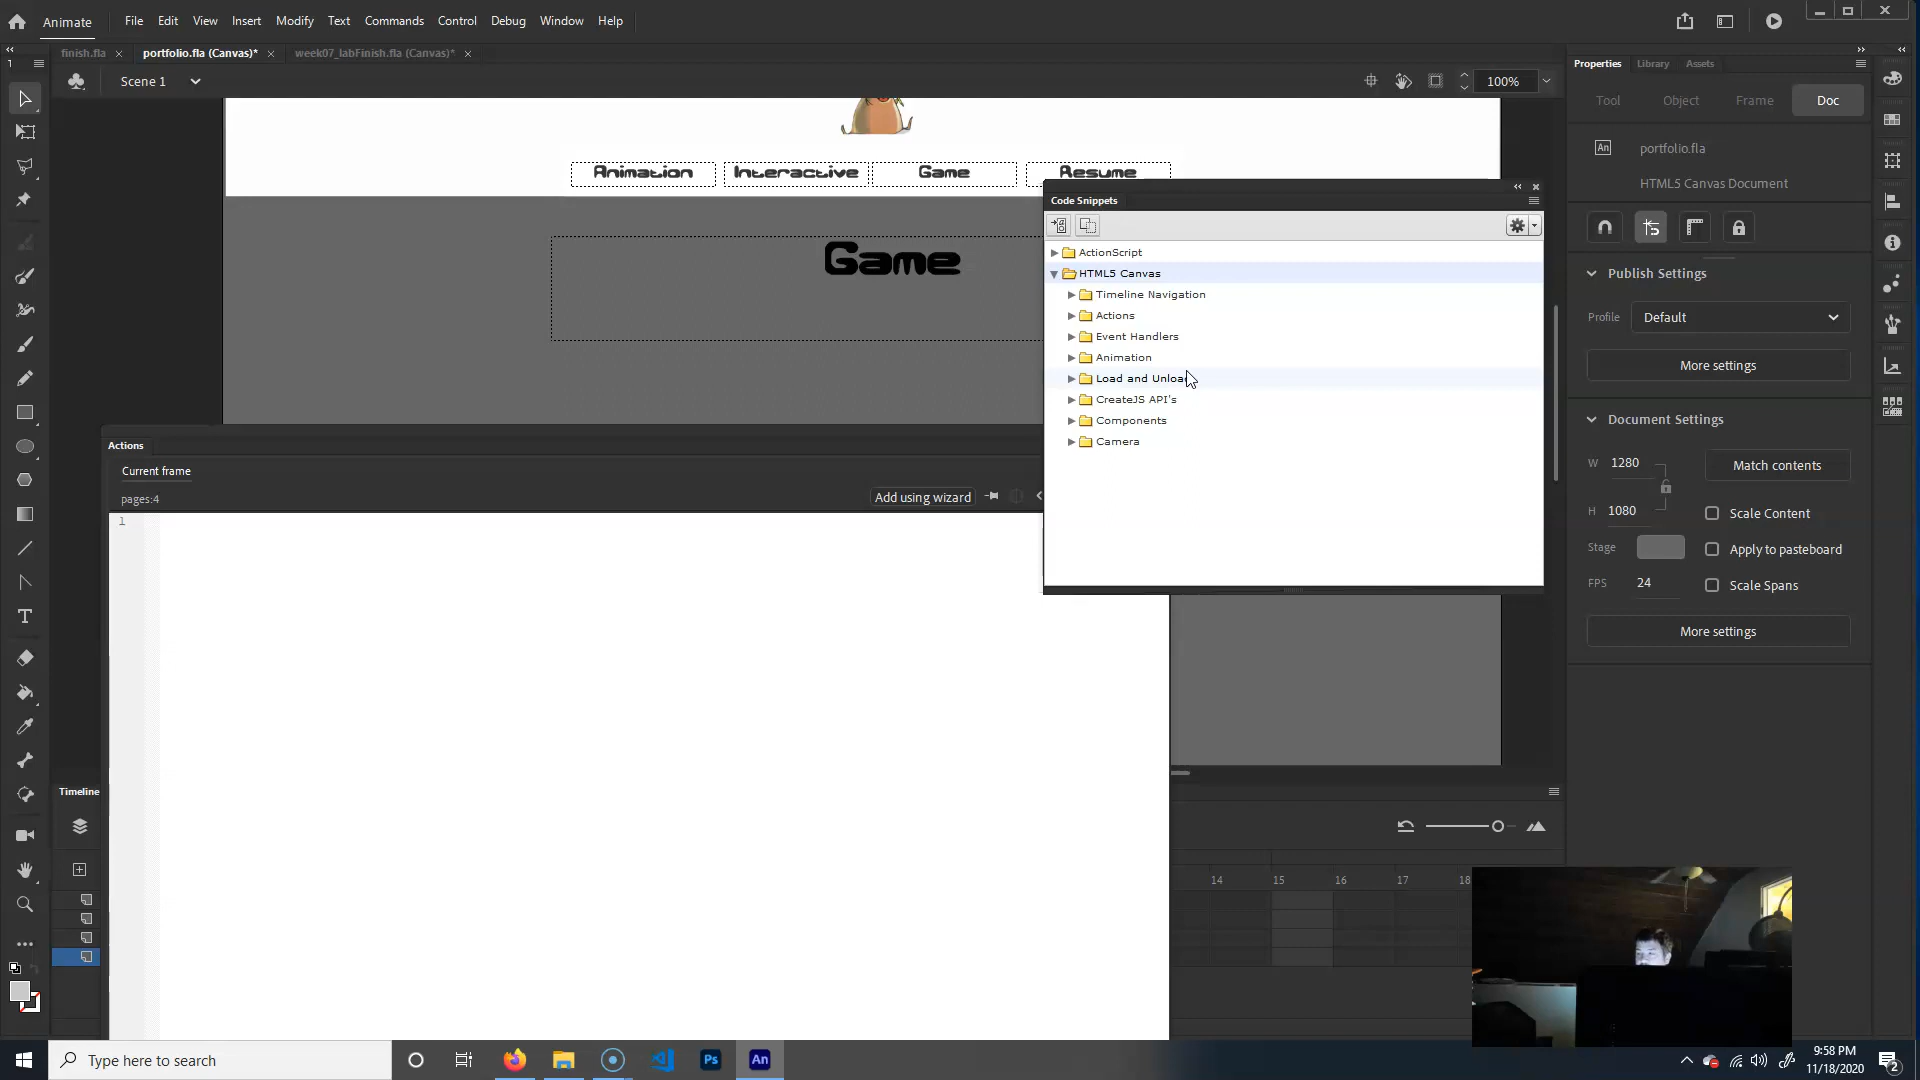 Animate File Edit View Insert Modify Text Commands Control Debug Window Help
finish.fla × portfolio.fla (Canvas)* × week07_labFinish.fla (Canvas)* ×
Scene 1 100%
Animation Interactive Game Resume
Game
Code Snippets
ActionScript
HTML5 Canvas
Timeline Navigation
Actions
Event Handlers
Animation
Load and
CreateJS API's
Components
Camera
Actions
Current frame
pages:4 Add using wizard
1
Timeline
14 15 16 17 18
Properties Library Assets
Tool Object Frame Doc
An portfolio.fla
HTML5 Canvas Document
Publish Settings
Profile Default
More settings
Document Settings
W 1280 Match contents
H 1080 Scale Content
Stage Apply to pasteboard
FPS 24 Scale Spans
More settings
Type here to search Ps An
9:58 PM
11/18/2020 2